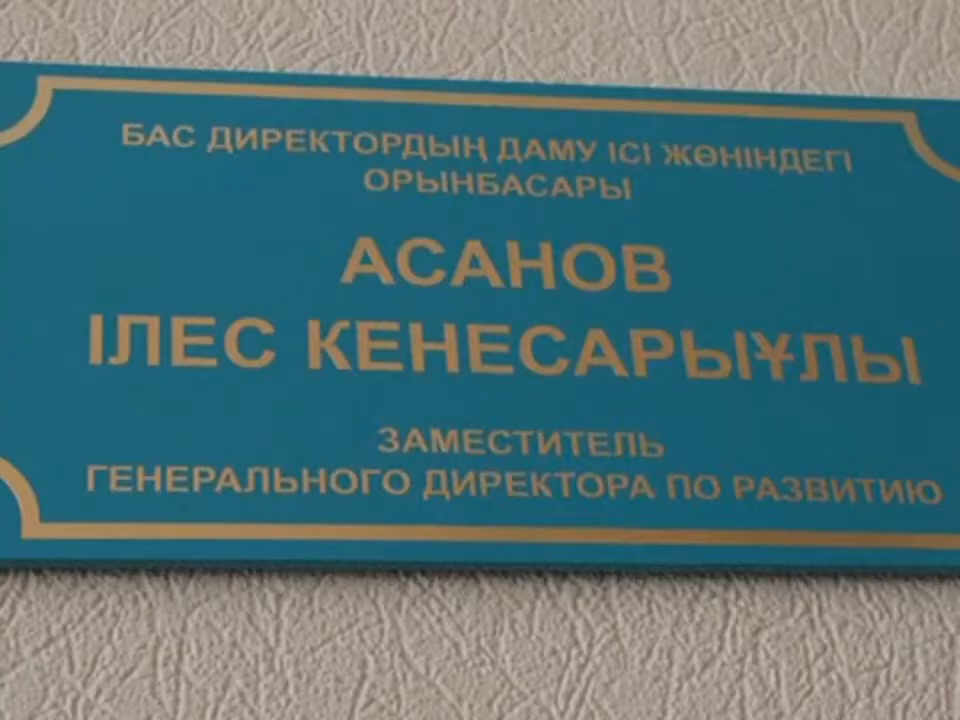 БАС ДИРЕКТОРДЫҢ ДАМУ ІСІ ЖӨНІНДЕГІ
ОРЫНБАСАРЫ
АСАНОВ
ІЛЕС КЕНЕСАРЫҰЛЫ
ЗАМЕСТИТЕЛЬ
ГЕНЕРАЛЬНОГО ДИРЕКТОРА ПО РАЗВИТИЮ